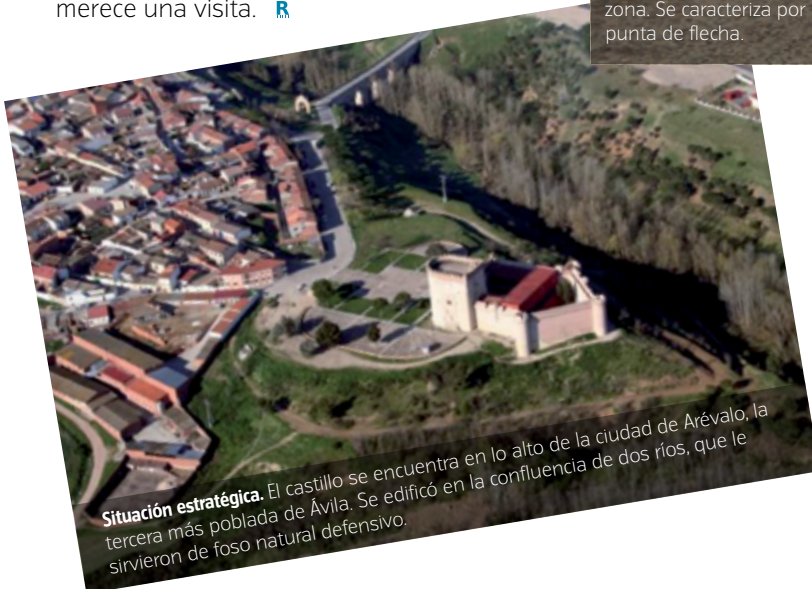 merece una visita. R
zona. Se caracteriza por
punta de flecha.
Situación estratégica. El castillo se encuentra en lo alto de la ciudad de Arévalo, la
tercera más poblada de Ávila. Se edificó en la confluencia de dos ríos, que le
sirvieron de foso natural defensivo.